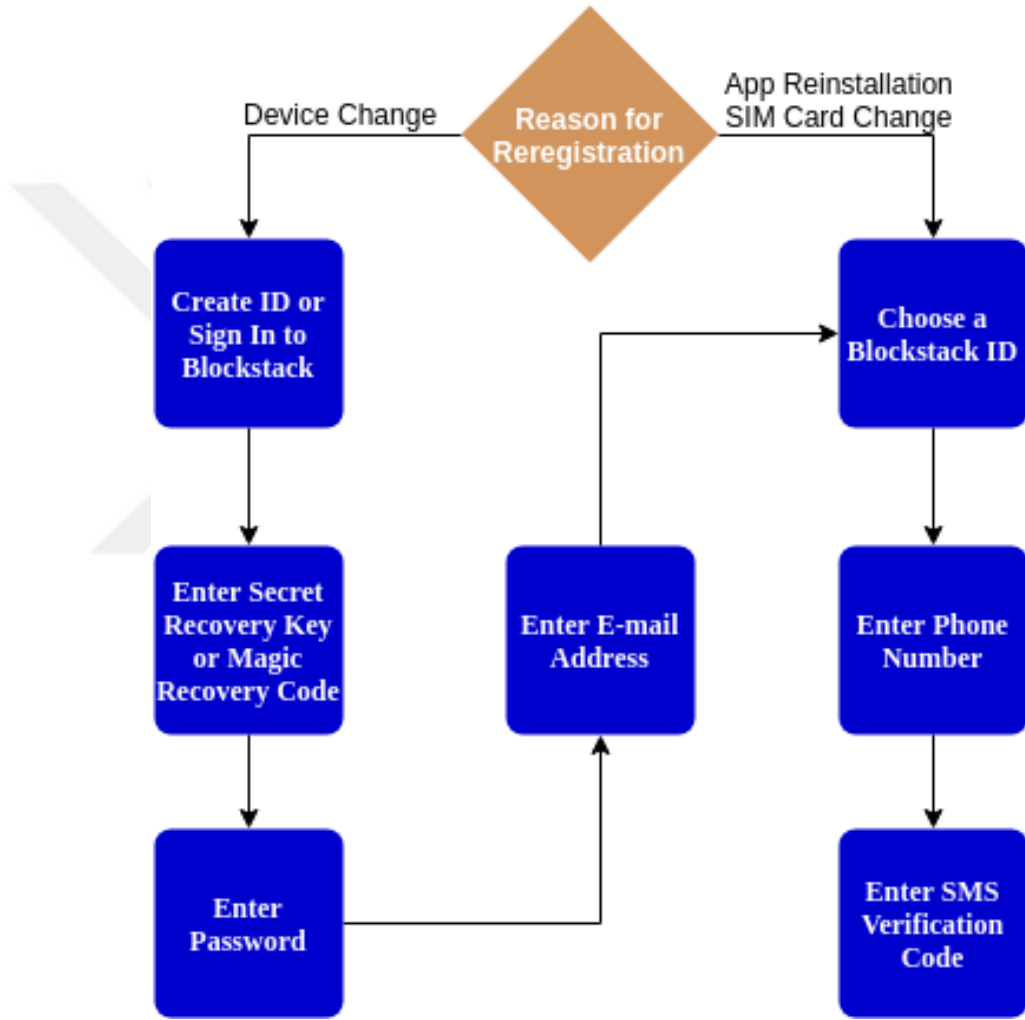 Device Change
App Reinstallation
SIM Card Change
Reason for
Reregistration
Create ID or
Sign In to
Blockstack
Choose a
Blockstack ID
Enter Secret
Recovery Key
or Magic
Recovery Code
Enter E-mail
Address
Enter Phone
Number
Enter
Password
Enter SMS
Verification
Code